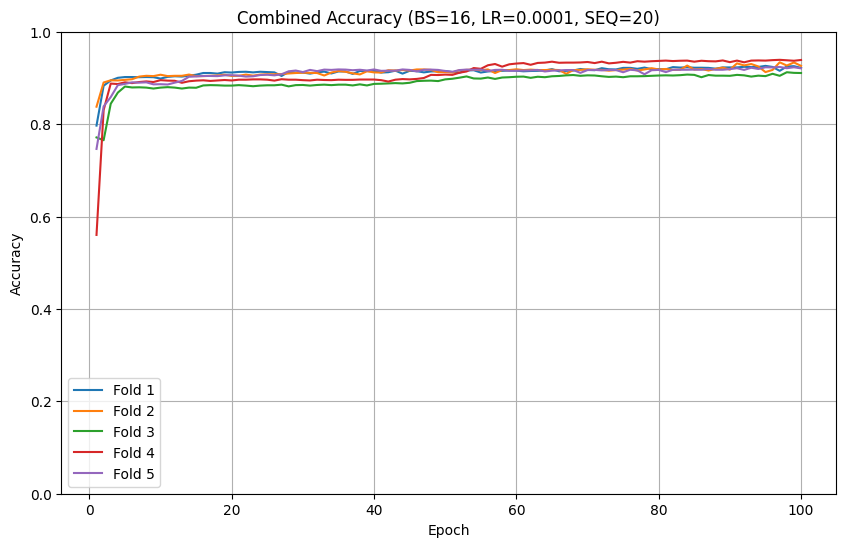 Combined Accuracy (BS=16, LR=0.0001, SEQ=20)
1.0
0.8
0.6
0.4
0.2
0.0
Accuracy
Fold 1
Fold 2
Fold 3
Fold 4
Fold 5
0 20 40 60 80 100
Epoch